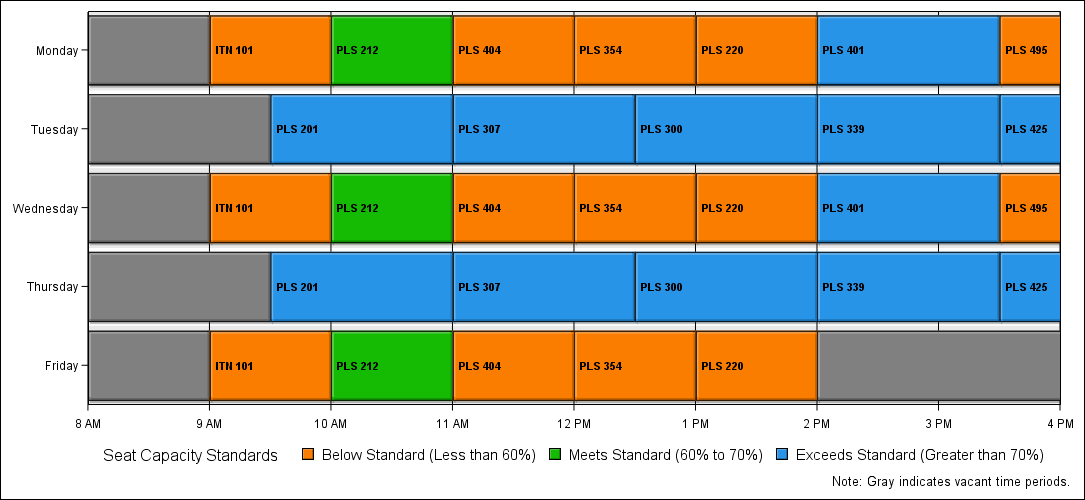 Monday ITN 101 PLS 212 PLS 404 PLS 354 PLS 220 PLS 401 PLS 495
Tuesday PLS 201 PLS 307 PLS 300 PLS 339 PLS 425
Wednesday ITN 101 PLS 212 PLS 404 PLS 354 PLS 220 PLS 401 PLS 495
Thursday PLS 201 PLS 307 PLS 300 PLS 339 PLS 425
Friday ITN 101 PLS 212 PLS 404 PLS 354 PLS 220
8 AM 9 AM 10 AM 11 AM 12 PM 1 PM 2 PM 3 PM 4 PM
Seat Capacity Standards Below Standard (Less than 60%) Meets Standard (60% to 70%) Exceeds Standard (Greater than 70%)
Note: Gray indicates vacant time periods.